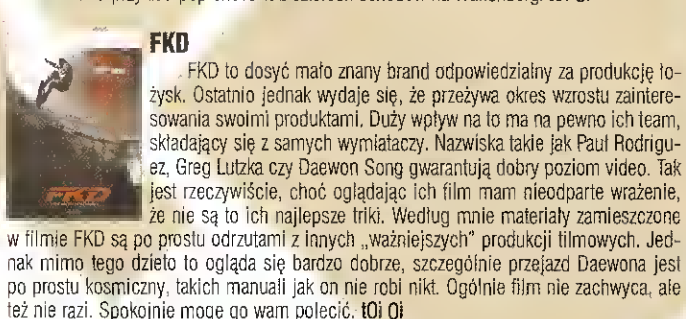 FKD
FKD to dosyć mało znany brand odpowiedzialny za produkcję ło-
żysk. Ostatnio jednak wydaje się, że przeżywa okres wzrostu zaintere-
sowania swoimi produktami. Duży wpływ na to ma na pewno ich team,
składający się z samych wymiataczy. Nazwiska takie jak Paul Rodrigu-
ez, Greg Lutzka czy Daewon Song gwarantują dobry poziom video. Tak
jest rzeczywiście, choć oglądając ich film mam nieodparte wrażenie,
że nie są to ich najlepsze triki. Według mnie materiały zamieszczone
w filmie FKD są po prostu odrzutami z innych „ważniejszych" produkcji filmowych. Jed-
nak mimo tego dzieło to ogląda się bardzo dobrze, szczególnie przejazd Daewona jest
po prostu kosmiczny, takich manuali jak on nie robi nikt. Ogólnie film nie zachwyca, ale
też nie razi. Spokojnie mogę go wam polecić. tOi Oi
FKD